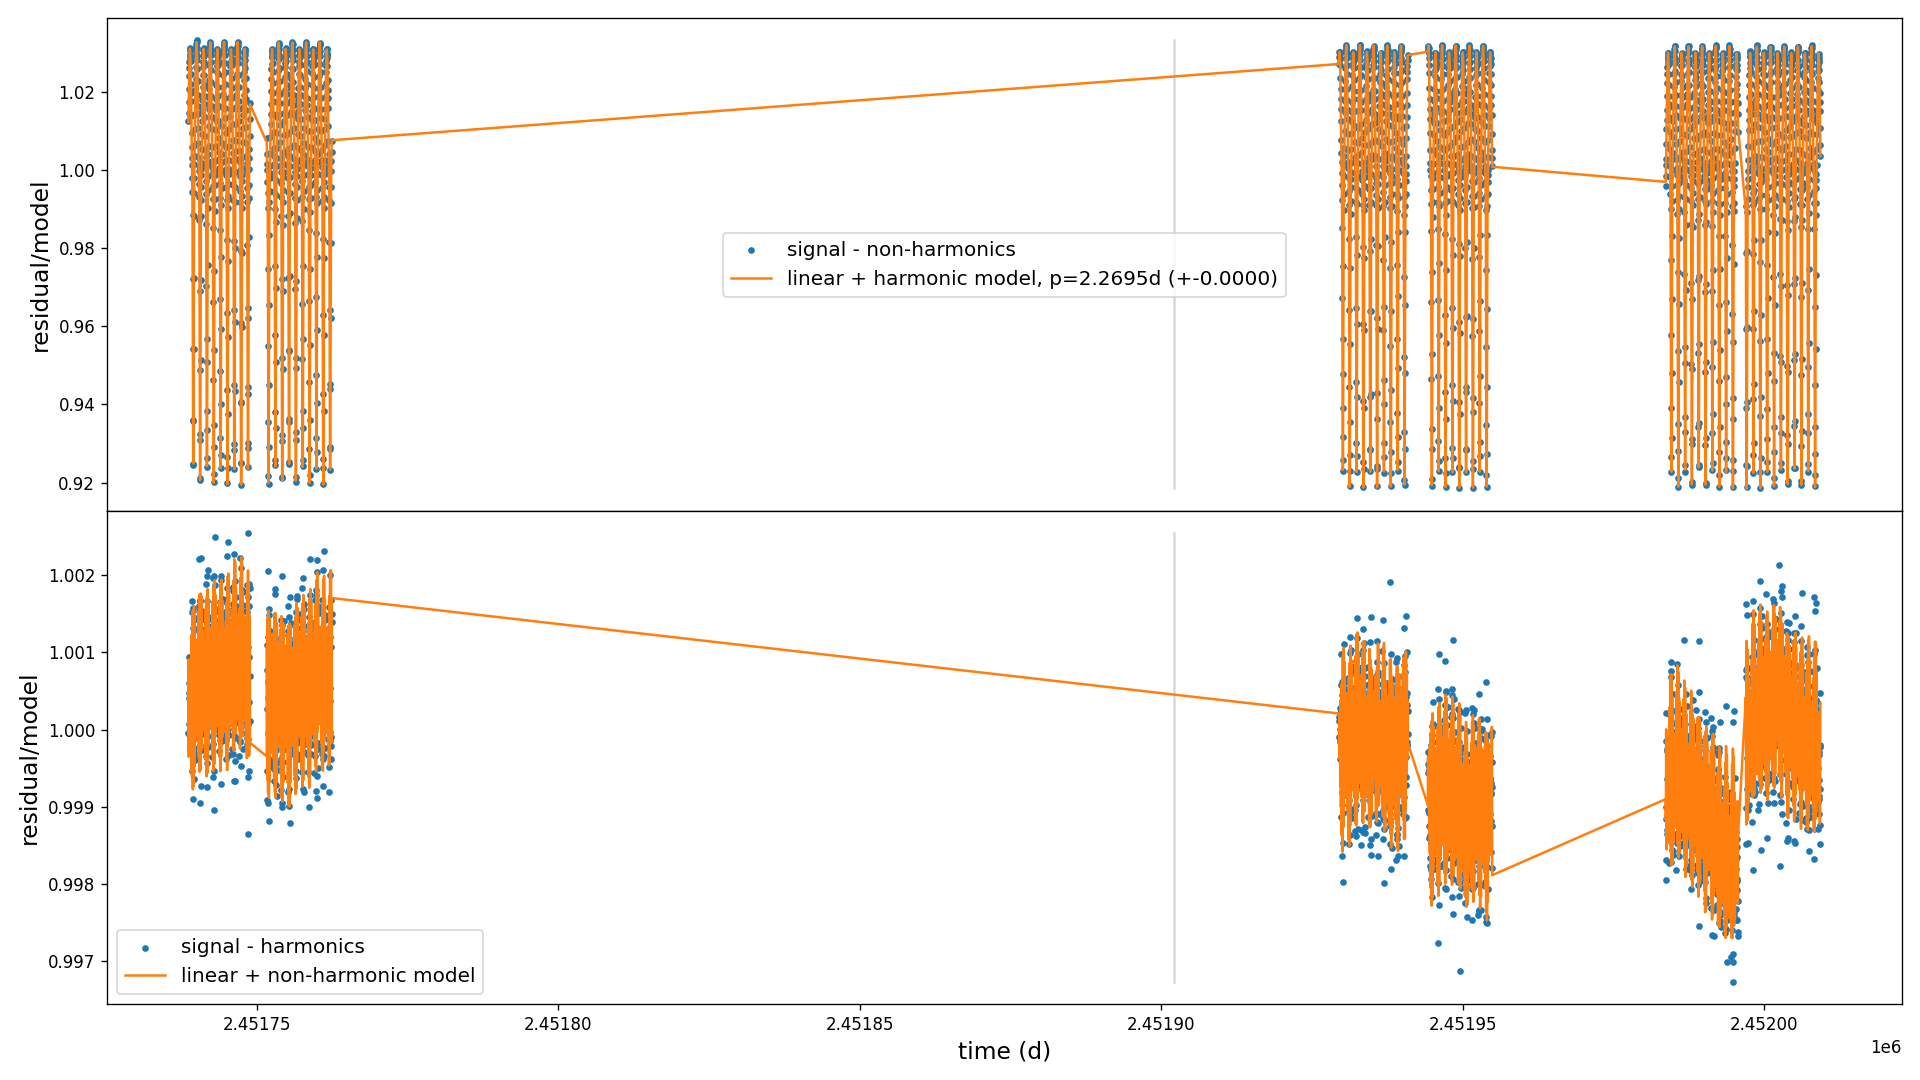 residual/model
1.02
1.00
0.98
0.96
0.94
0.92
signal - non-harmonics
linear + harmonic model, p=2.2695d (+-0.0000)
residual/model
1.002
1.001
1.000
0.999
0.998
0.997
signal - harmonics
linear + non-harmonic model
2.45175 2.45180 2.45185 2.45190 2.45195 2.45200
1e6
time (d)